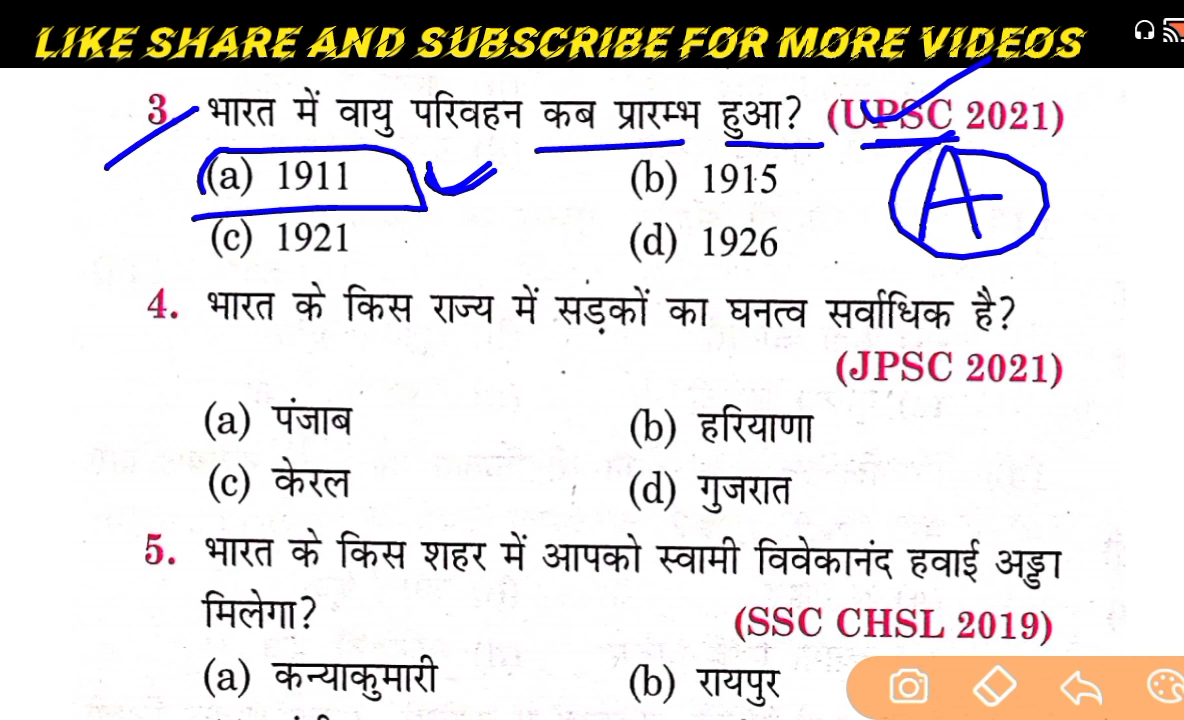 LIKE SHARE AND SUBSCRIBE FOR MORE VIDEOS
3. भारत में वायु परिवहन कब प्रारम्भ हुआ? (UPSC 2021)
(a) 1911 (b) 1915
A
(c) 1921 (d) 1926
4. भारत के किस राज्य में सड़कों का घनत्व सर्वाधिक है?
(JPSC 2021)
(a) पंजाब (b) हरियाणा
(c) केरल (d) गुजरात
5. भारत के किस शहर में आपको स्वामी विवेकानंद हवाई अड्डा
मिलेगा? (SSC CHSL 2019)
(a) कन्याकुमारी (b) रायपुर